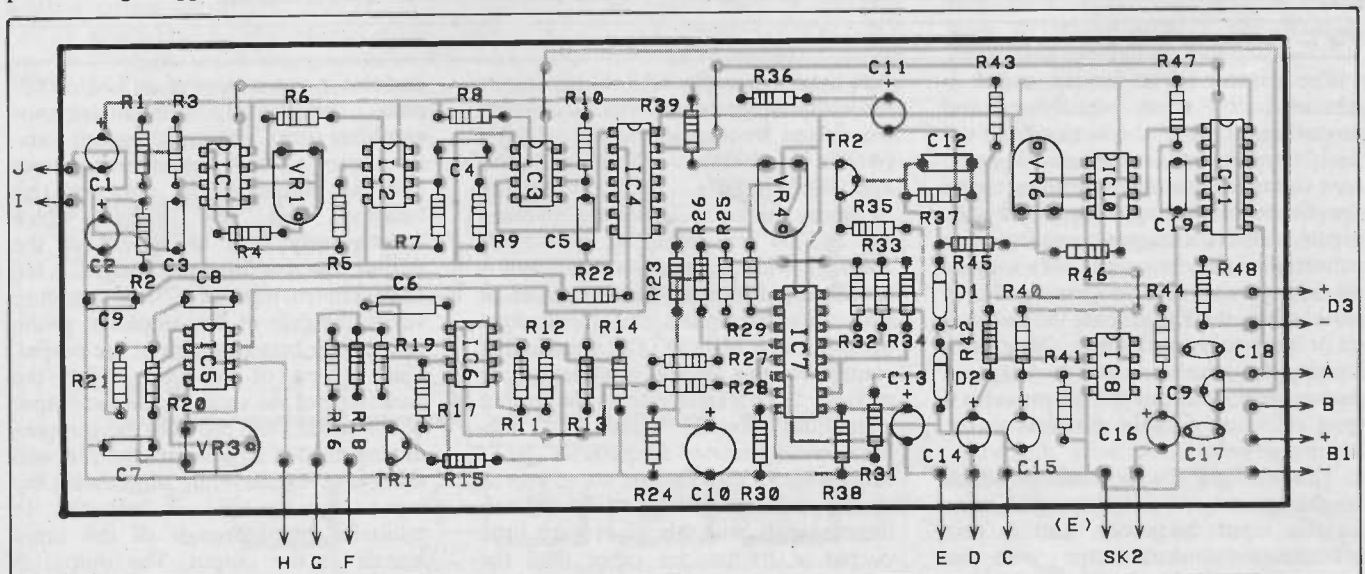 R1 R3 R6 R8 R10 R39 R36 C11 R43 R47
J
I
C1 IC1 VR1 IC2 C4 IC3 IC4 TR2 C12 VR6 IC10 IC11
C2 R2 C3 R4 R5 R7 R9 C5 R26 R25 VR4 R35 R37 C19
C8 C6 R22 R23 R33 R45 R46 R48
C9 R29 D1 R40 R44 + D3
−
R21 IC5 R20 R19 IC6 R12 R14 R27 R28 IC7 R32 R34 R42 D2 R41 IC8 C18 A
R16 R18 R17 R11 R13 C13 IC9 B
C7 VR3 TR1 R15 R24 C10 R30 R38 R31 C14 C15 C16 C17 + B1
−
H G F E D (E) SK2